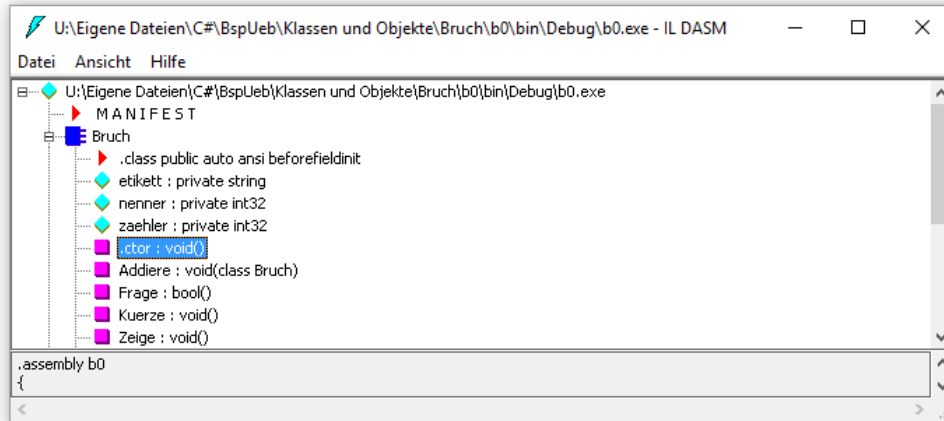 U:\Eigene Dateien\C#\BspUeb\Klassen und Objekte\Bruch\b0\bin\Debug\b0.exe - IL DASM
Datei Ansicht Hilfe
U:\Eigene Dateien\C#\BspUeb\Klassen und Objekte\Bruch\b0\bin\Debug\b0.exe
M A N I F E S T
Bruch
.class public auto ansi beforefieldinit
etikett : private string
nenner : private int32
zaehler : private int32
.ctor : void()
Addiere : void(class Bruch)
Frage : bool()
Kuerze : void()
Zeige : void()
.assembly b0
{